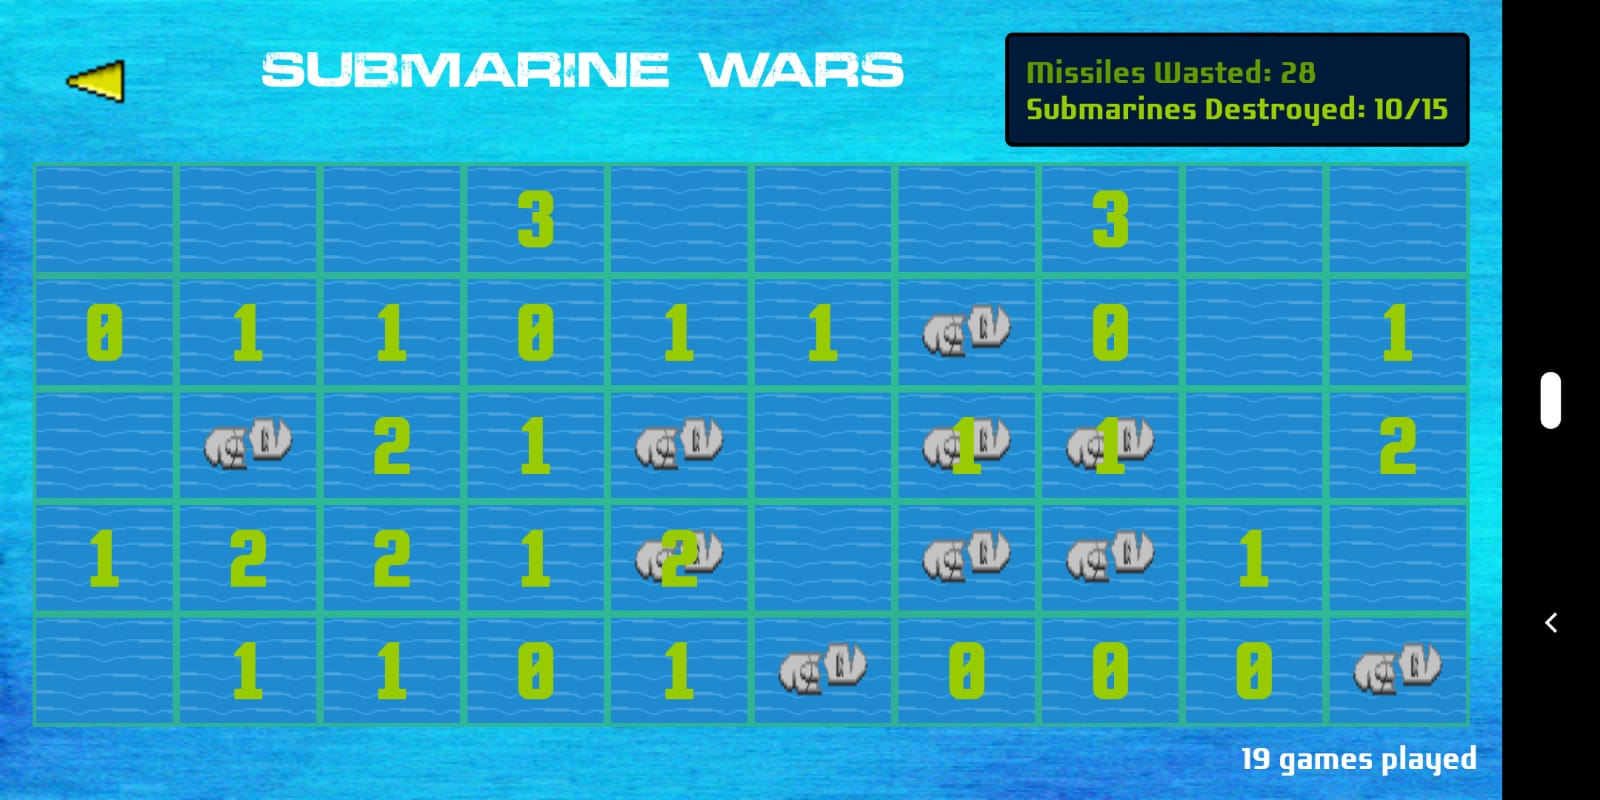 SUBMARINE WARS
Missiles Wasted: 28
Submarines Destroyed: 10/15
3 3
0 1 1 0 1 1 0 1
2 1 1 1 2
1 2 2 1 2 1
1 1 0 1 0 0 0
19 games played